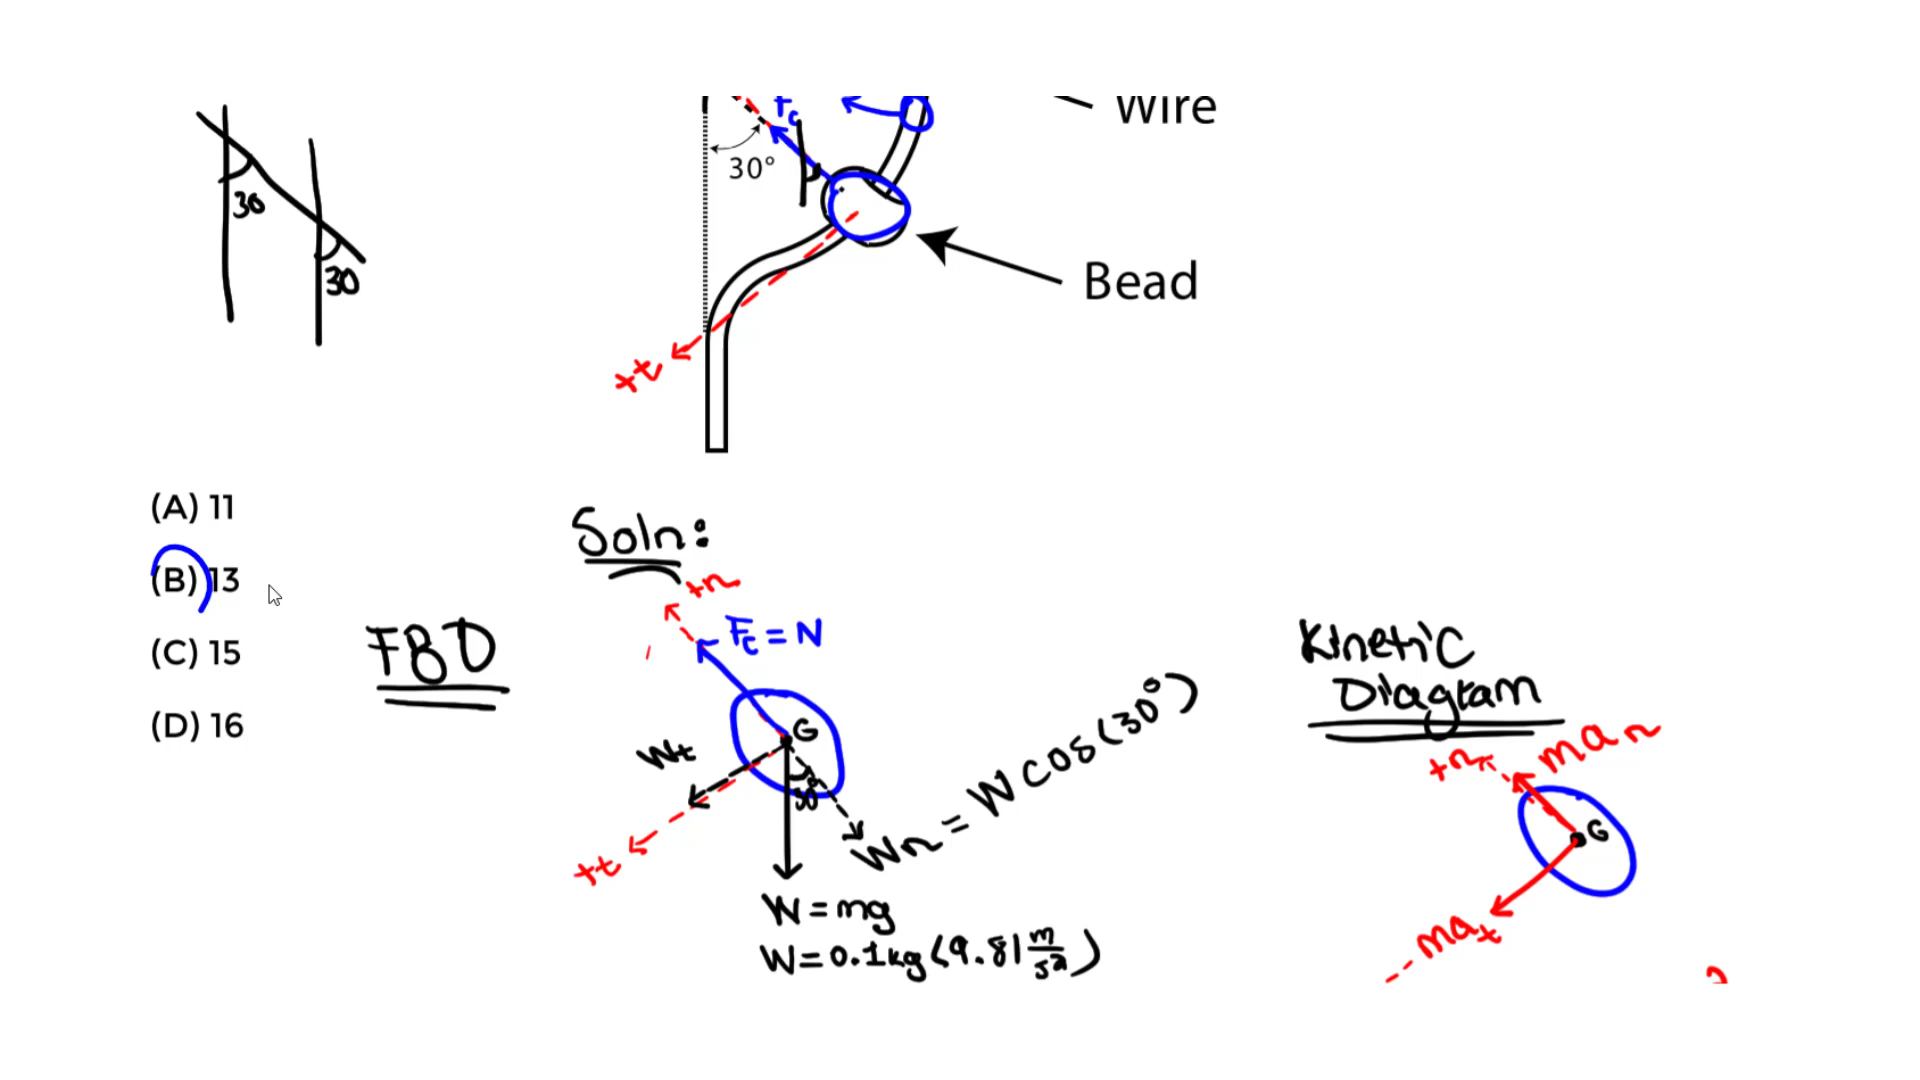 Wire
Fc
30°
30
30
Bead
+t
(A) 11
(B) 13
(C) 15
(D) 16
Soln:
+n
Fc = N
FBD
G
Wt
30°
Wn = W cos(30°)
+t
W = mg
W = 0.1kg (9.81 m/s²)
Kinetic
Diagram
+n
man
G
mat